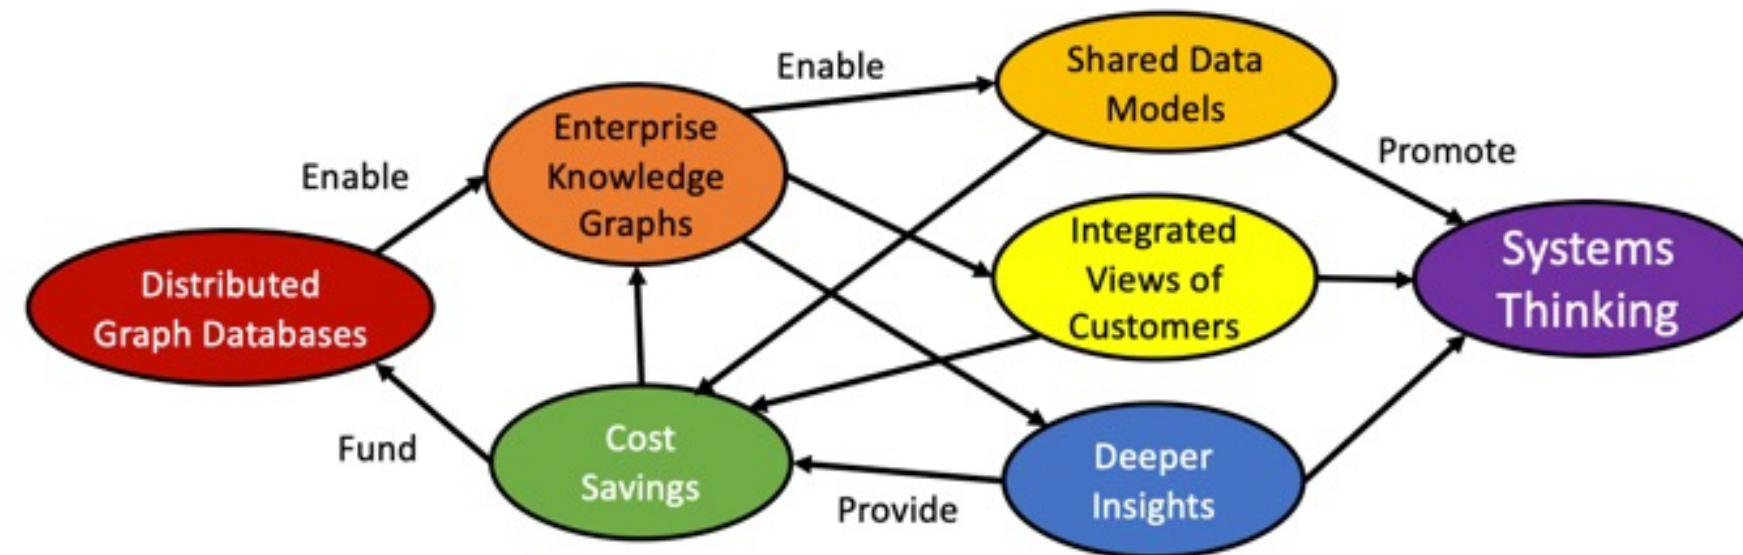 Enable
Shared Data
Models
Enterprise
Knowledge
Graphs
Promote
Enable
Integrated
Views of
Customers
Systems
Thinking
Distributed
Graph Databases
Cost
Savings
Fund
Deeper
Insights
Provide